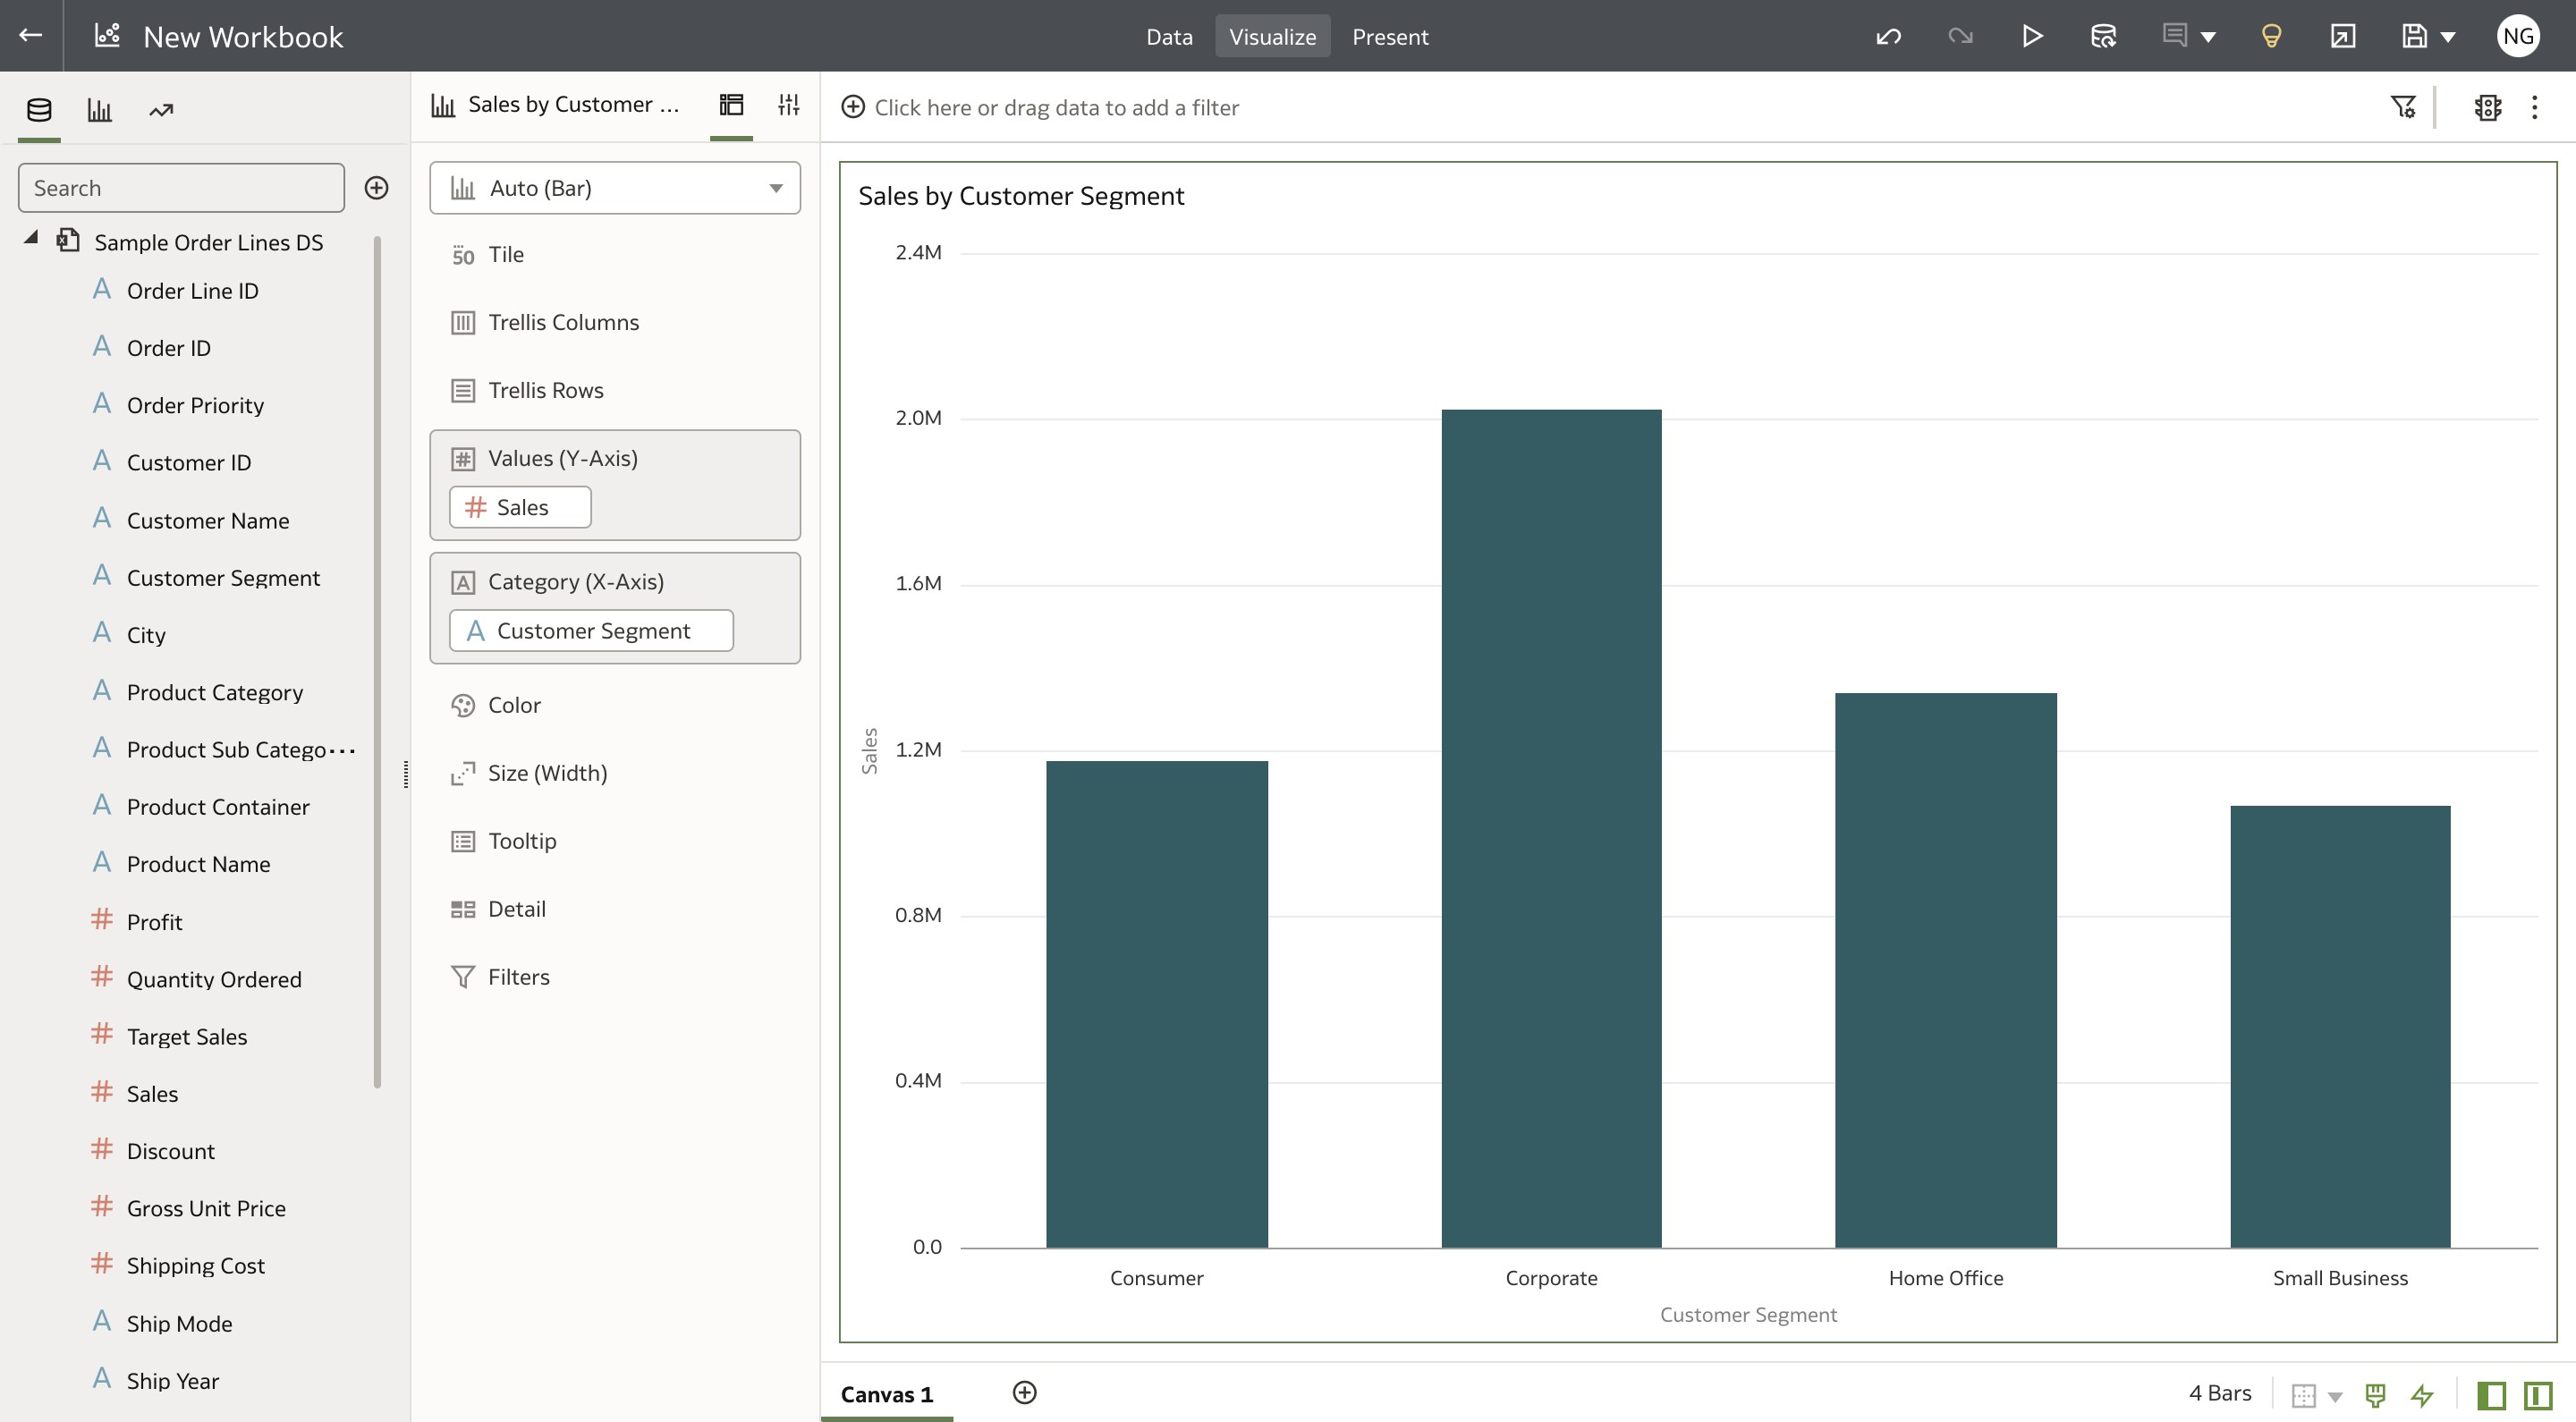 New Workbook
Data
Visualize
Present
NG
Search
Sample Order Lines DS
Order Line ID
Order ID
Order Priority
Customer ID
Customer Name
Customer Segment
City
Product Category
Product Sub Catego...
Product Container
Product Name
Profit
Quantity Ordered
Target Sales
Sales
Discount
Gross Unit Price
Shipping Cost
Ship Mode
Ship Year
Sales by Customer ...
Auto (Bar)
50 Tile
Trellis Columns
Trellis Rows
Values (Y-Axis)
# Sales
Category (X-Axis)
A Customer Segment
Color
Size (Width)
Tooltip
Detail
Filters
Click here or drag data to add a filter
Sales by Customer Segment
2.4M
2.0M
1.6M
1.2M
0.8M
0.4M
0.0
Sales
Consumer
Corporate
Home Office
Small Business
Customer Segment
Canvas 1
4 Bars